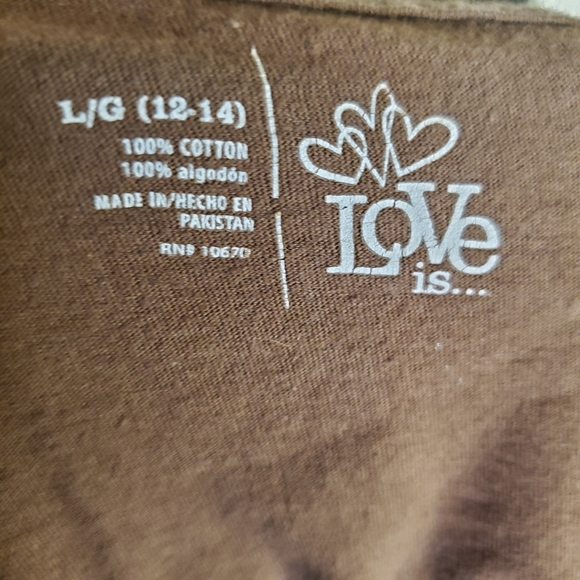 L/G (12-14)
100% COTTON
100% algodón
MADE IN/HECHO EN
PAKISTAN
RN# 10670
LOVE
is...